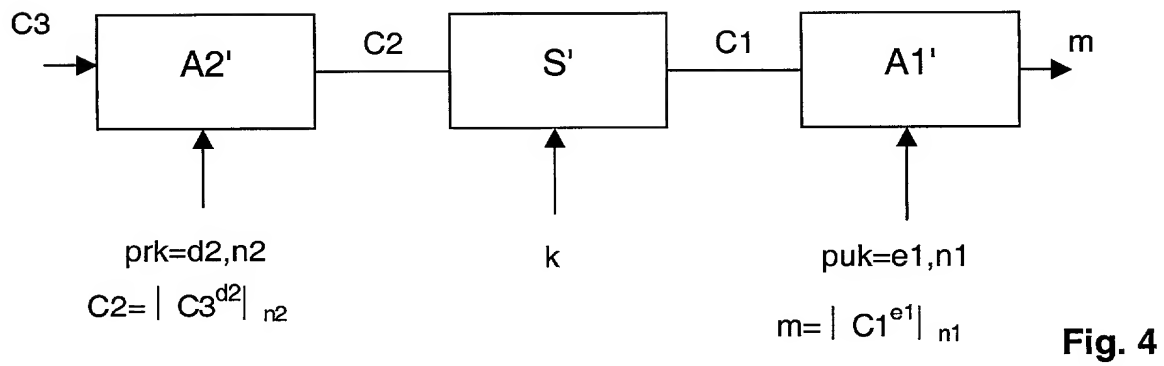 C3
A2'
C2
S'
C1
A1'
m
prk=d2,n2
k
puk=e1,n1
C2= | C3^d2 | n2
m= | C1^e1 | n1
Fig. 4